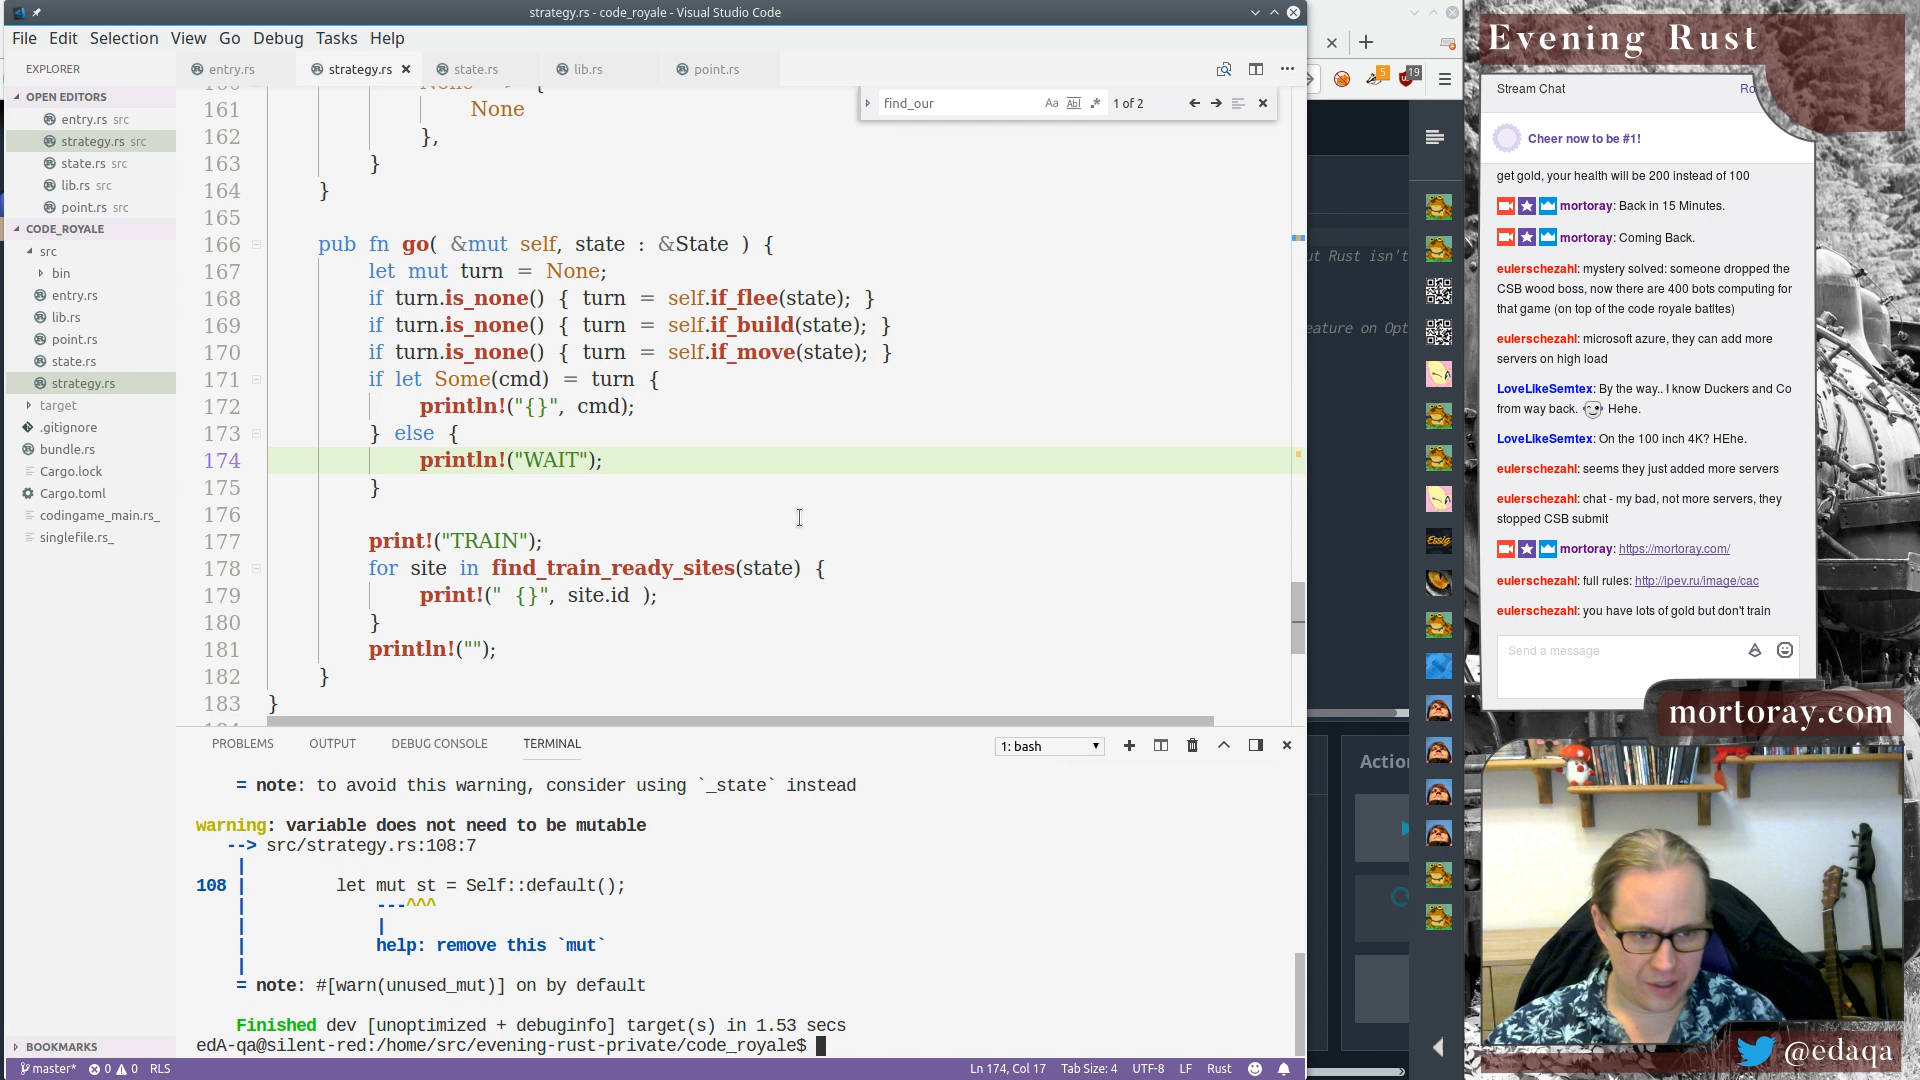 strategy.rs - code_royale - Visual Studio Code
File Edit Selection View Go Debug Tasks Help
EXPLORER
OPEN EDITORS
entry.rs src
strategy.rs src
state.rs src
lib.rs src
point.rs src
CODE_ROYALE
src
bin
entry.rs
lib.rs
point.rs
state.rs
strategy.rs
target
.gitignore
bundle.rs
Cargo.lock
Cargo.toml
codingame_main.rs_
singlefile.rs_
BOOKMARKS
entry.rs strategy.rs state.rs lib.rs point.rs
find_our Aa Abl .* 1 of 2
161 None
162 },
163 }
164 }
165
166 pub fn go( &mut self, state : &State ) {
167 let mut turn = None;
168 if turn.is_none() { turn = self.if_flee(state); }
169 if turn.is_none() { turn = self.if_build(state); }
170 if turn.is_none() { turn = self.if_move(state); }
171 if let Some(cmd) = turn {
172 println!("{}", cmd);
173 } else {
174 println!("WAIT");
175 }
176
177 print!("TRAIN");
178 for site in find_train_ready_sites(state) {
179 print!(" {}", site.id );
180 }
181 println!("");
182 }
183 }
PROBLEMS OUTPUT DEBUG CONSOLE TERMINAL 1: bash
= note: to avoid this warning, consider using `_state` instead
warning: variable does not need to be mutable
--> src/strategy.rs:108:7
|
108 | let mut st = Self::default();
| ---^^^
| |
| help: remove this `mut`
|
= note: #[warn(unused_mut)] on by default
Finished dev [unoptimized + debuginfo] target(s) in 1.53 secs
edA-qa@silent-red:/home/src/evening-rust-private/code_royale$
master* 0 0 RLS Ln 174, Col 17 Tab Size: 4 UTF-8 LF Rust
5 19
ut Rust isn't
eature on Opt
Action
Essig
Evening Rust
Stream Chat Ro
Cheer now to be #1!
get gold, your health will be 200 instead of 100
mortoray: Back in 15 Minutes.
mortoray: Coming Back.
eulerschezahl: mystery solved: someone dropped the
CSB wood boss, now there are 400 bots computing for
that game (on top of the code royale batltes)
eulerschezahl: microsoft azure, they can add more
servers on high load
LoveLikeSemtex: By the way.. I know Duckers and Co
from way back. Hehe.
LoveLikeSemtex: On the 100 inch 4K? HEhe.
eulerschezahl: seems they just added more servers
eulerschezahl: chat - my bad, not more servers, they
stopped CSB submit
mortoray: https://mortoray.com/
eulerschezahl: full rules: http://ipev.ru/image/cac
eulerschezahl: you have lots of gold but don't train
Send a message
mortoray.com
@edaqa